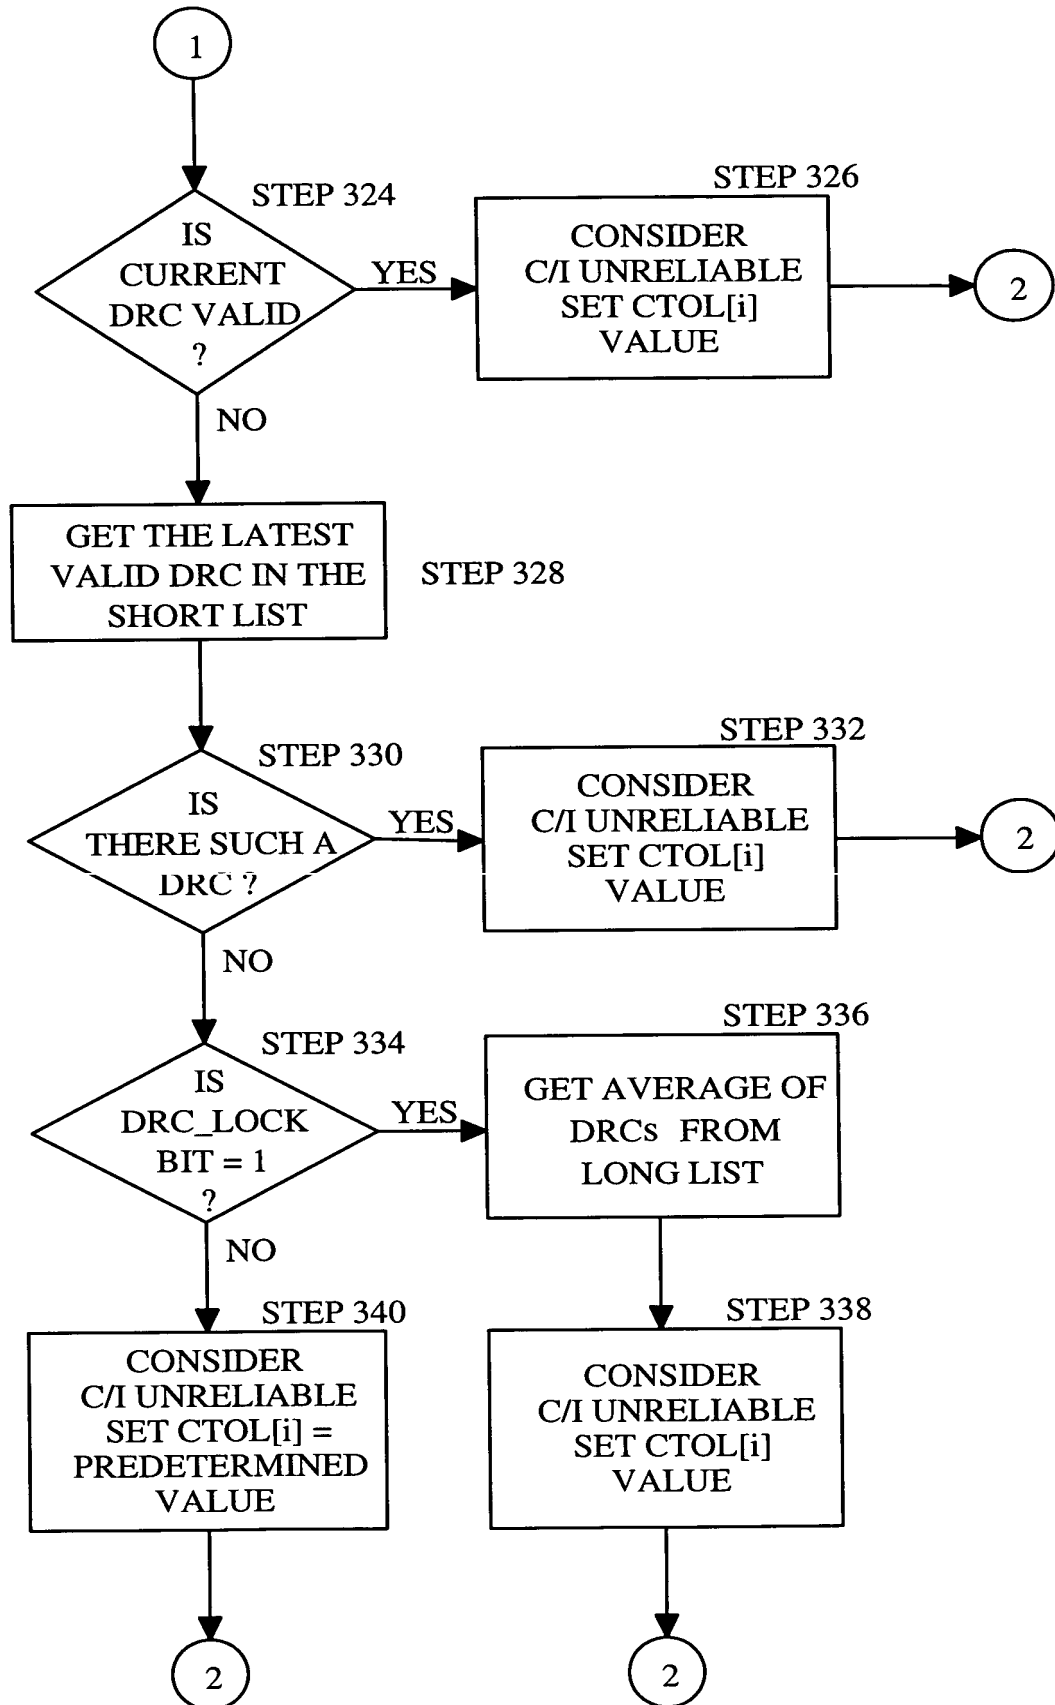 1
STEP 324
IS
CURRENT
DRC VALID
?
YES
STEP 326
CONSIDER
C/I UNRELIABLE
SET CTOL[i]
VALUE
2
NO
GET THE LATEST
VALID DRC IN THE
SHORT LIST
STEP 328
STEP 330
IS
THERE SUCH A
DRC ?
YES
STEP 332
CONSIDER
C/I UNRELIABLE
SET CTOL[i]
VALUE
2
NO
STEP 334
IS
DRC_LOCK
BIT = 1
?
YES
STEP 336
GET AVERAGE OF
DRCs FROM
LONG LIST
NO
STEP 340
CONSIDER
C/I UNRELIABLE
SET CTOL[i] =
PREDETERMINED
VALUE
2
STEP 338
CONSIDER
C/I UNRELIABLE
SET CTOL[i]
VALUE
2